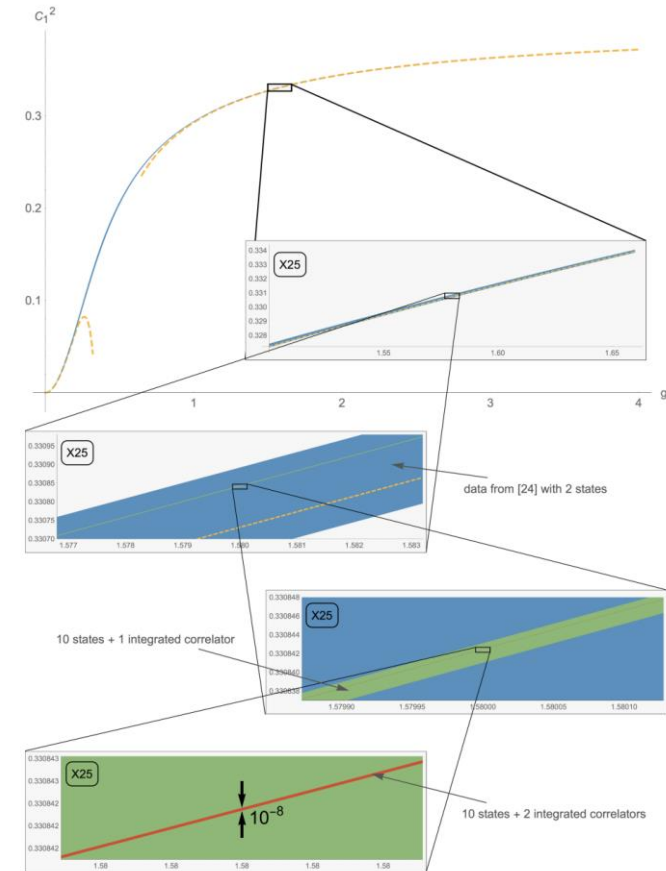 C₁²
0.3
0.2
0.1
1 2 3 4 g
X25
0.334
0.333
0.331
0.329
0.328
1.55 1.60 1.65
X25
0.33095
0.33090
0.33085
0.33080
0.33075
0.33070
1.577 1.578 1.579 1.580 1.581 1.582 1.583
data from [24] with 2 states
X25
0.330848
0.330846
0.330844
0.330842
0.330840
0.330838
1.57990 1.57995 1.58000 1.58005 1.58010
10 states + 1 integrated correlator
X25
0.330843
0.330843
0.330842
0.330842
10⁻⁸
1.58 1.58 1.58 1.58 1.58
10 states + 2 integrated correlators